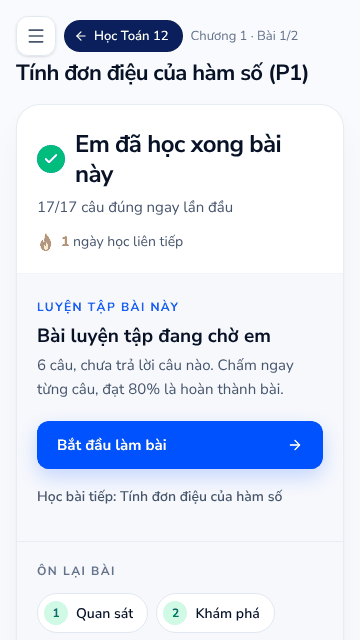 Học Toán 12
Chương 1 · Bài 1/2
Tính đơn điệu của hàm số (P1)
Em đã học xong bài
này
17/17 câu đúng ngay lần đầu
1 ngày học liên tiếp
LUYỆN TẬP BÀI NÀY
Bài luyện tập đang chờ em
6 câu, chưa trả lời câu nào. Chấm ngay
từng câu, đạt 80% là hoàn thành bài.
Bắt đầu làm bài
Học bài tiếp: Tính đơn điệu của hàm số
ÔN LẠI BÀI
1 Quan sát
2 Khám phá